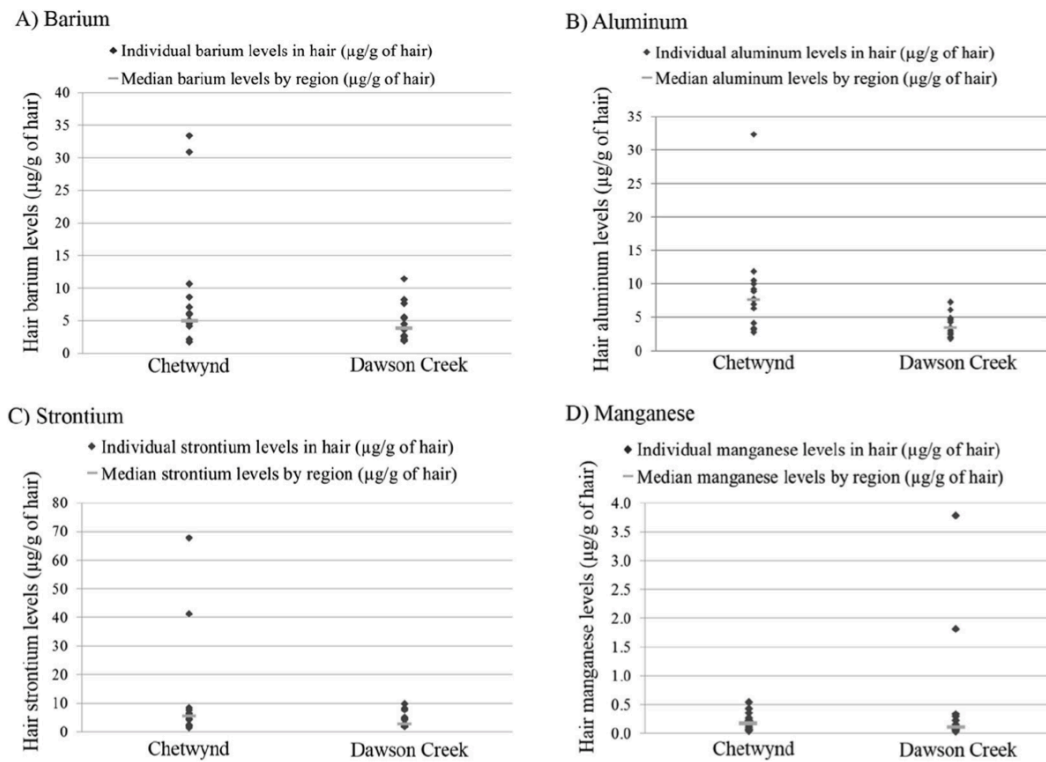 A) Barium
◆ Individual barium levels in hair (µg/g of hair)
Median barium levels by region (µg/g of hair)
Hair barium levels (µg/g of hair)
40
35
30
25
20
15
10
5
0
Chetwynd
Dawson Creek
B) Aluminum
◆ Individual aluminum levels in hair (µg/g of hair)
Median aluminum levels by region (µg/g of hair)
Hair aluminum levels (µg/g of hair)
35
30
25
20
15
10
5
0
Chetwynd
Dawson Creek
C) Strontium
◆ Individual strontium levels in hair (µg/g of hair)
Median strontium levels by region (µg/g of hair)
Hair strontium levels (µg/g of hair)
80
70
60
50
40
30
20
10
0
Chetwynd
Dawson Creek
D) Manganese
◆ Individual manganese levels in hair (µg/g of hair)
Median manganese levels by region (µg/g of hair)
Hair manganese levels (µg/g of hair)
4.0
3.5
3.0
2.5
2.0
1.5
1.0
0.5
0.0
Chetwynd
Dawson Creek